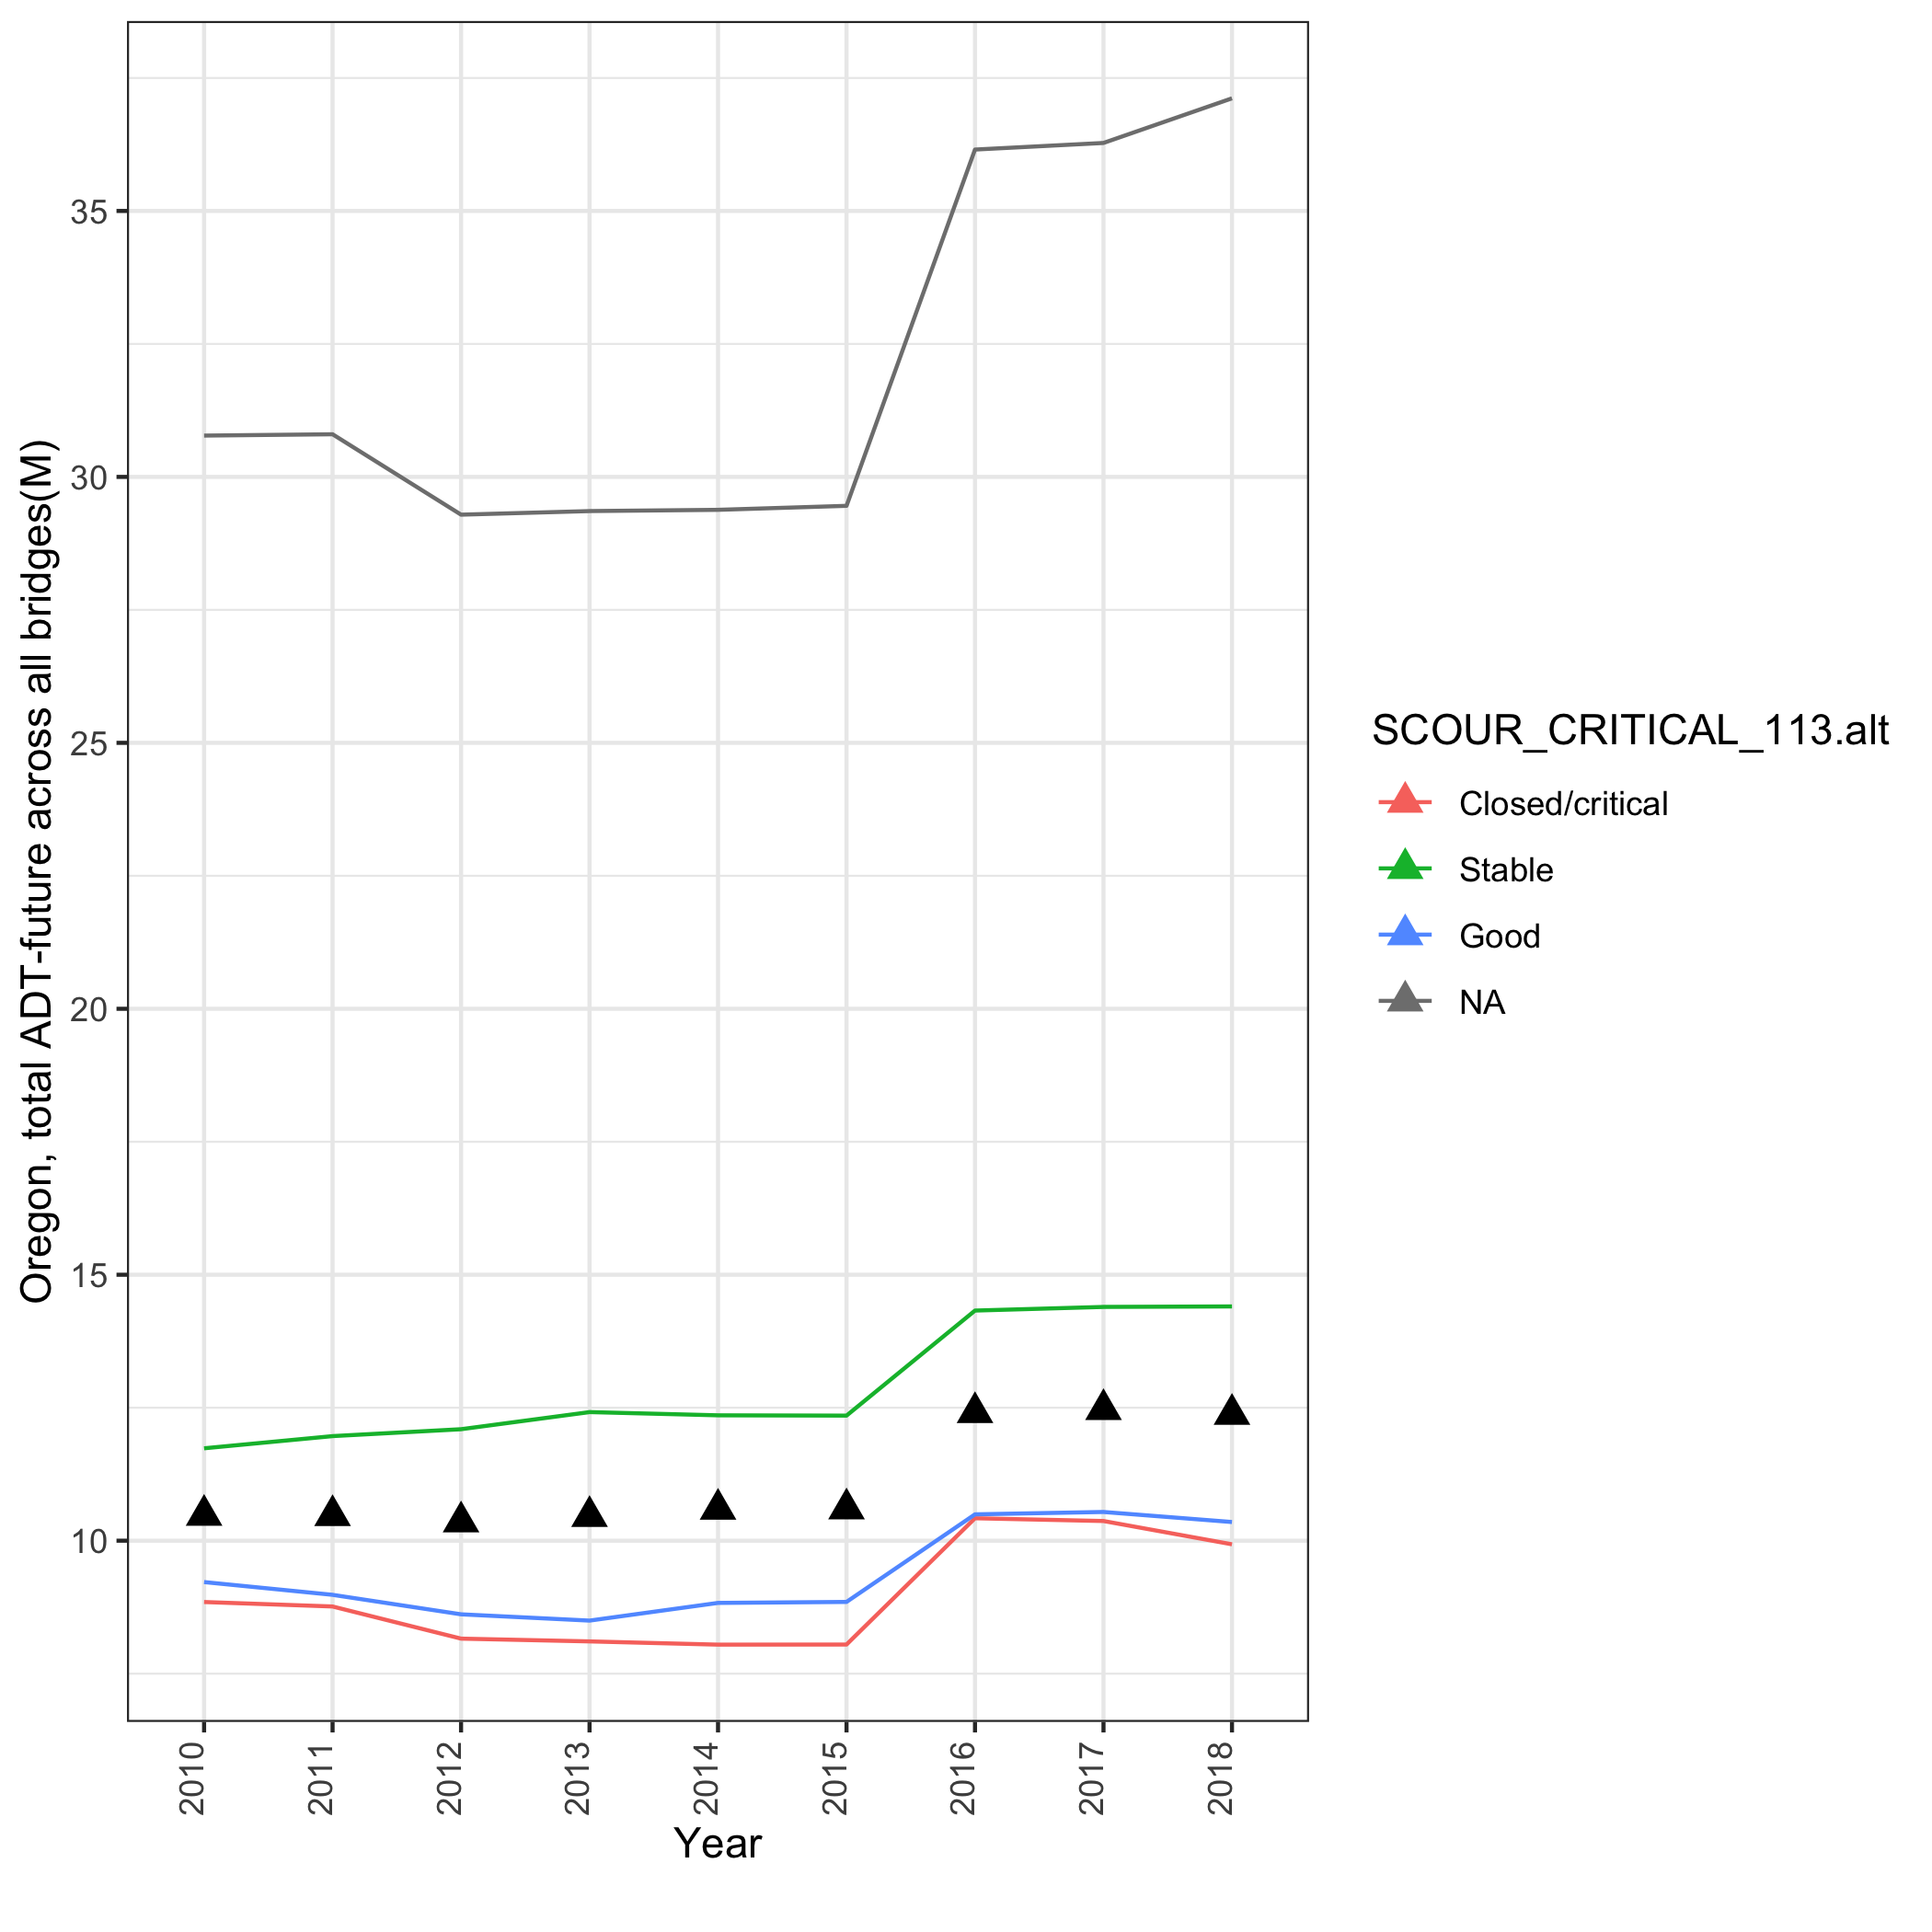 Oregon, total ADT-future across all bridges(M)
35
30
25
20
15
10
2010
2011
2012
2013
2014
2015
2016
2017
2018
Year
SCOUR_CRITICAL_113.alt
Closed/critical
Stable
Good
NA